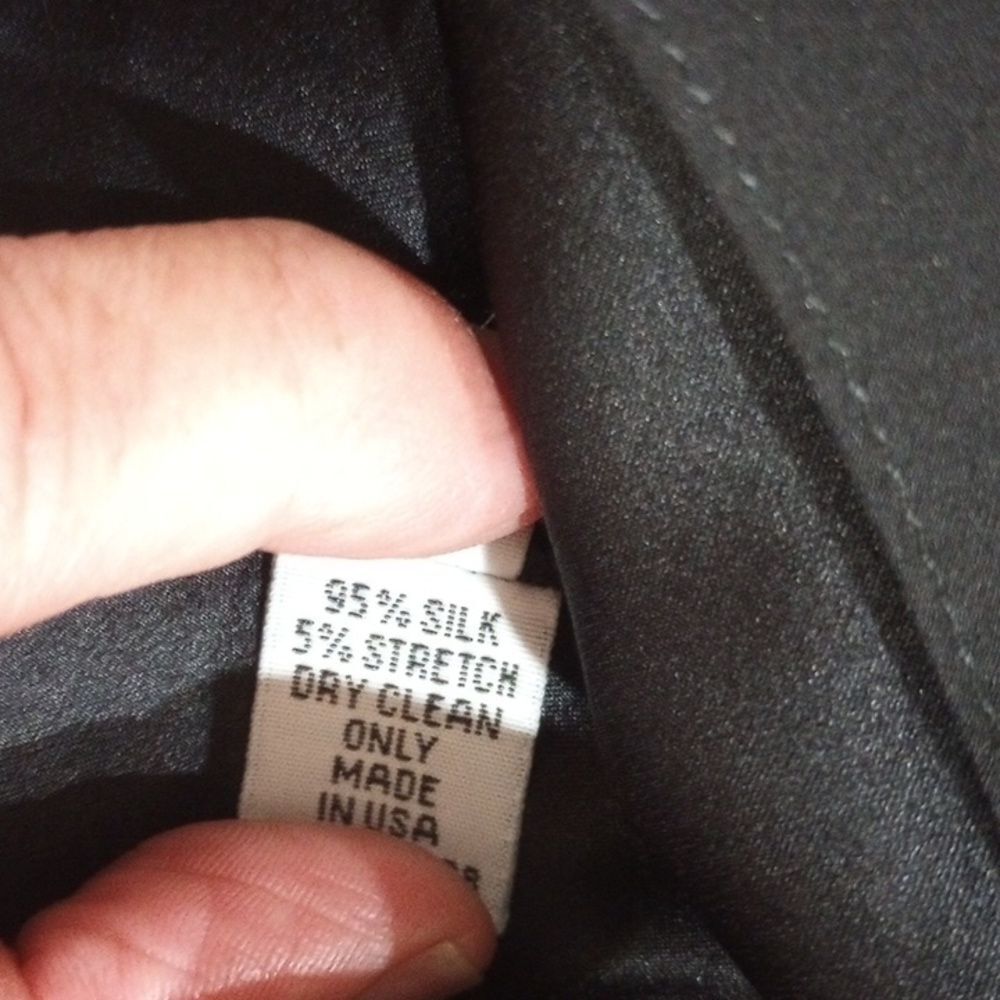 95% SILK
5% STRETCH
DRY CLEAN
ONLY
MADE
IN USA